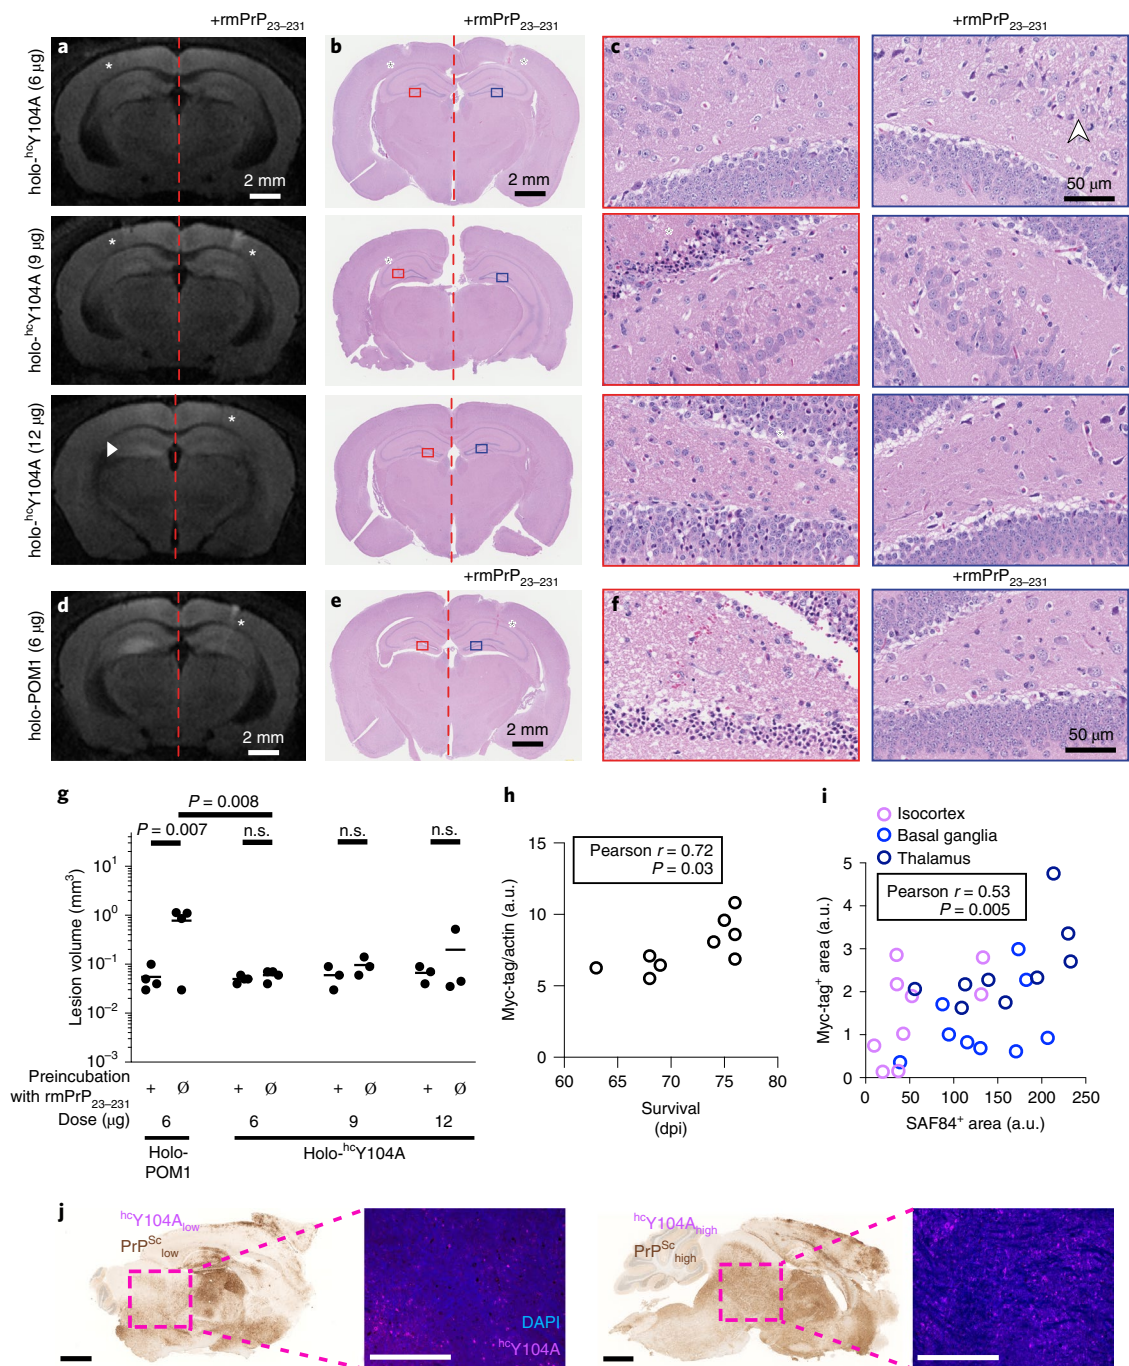 +rmPrP23–231
+rmPrP23–231
a
b
c
holo-hcY104A (6 µg)
*
2 mm
2 mm
50 µm
holo-hcY104A (9 µg)
holo-hcY104A (12 µg)
+rmPrP23–231
+rmPrP23–231
d
e
f
holo-POM1 (6 µg)
2 mm
2 mm
50 µm
g
P = 0.008
P = 0.007
n.s.
n.s.
n.s.
Lesion volume (mm3)
10^1
10^0
10^–1
10^–2
10^–3
Preincubation with rmPrP23–231
+ Ø + Ø + Ø + Ø
Dose (µg)
6 6 9 12
Holo-POM1
Holo-hcY104A
h
Pearson r = 0.72
P = 0.03
Myc-tag/actin (a.u.)
15
10
5
0
60 65 70 75 80
Survival
(dpi)
i
Isocortex
Basal ganglia
Thalamus
Pearson r = 0.53
P = 0.005
Myc-tag+ area (a.u.)
5
4
3
2
1
0
0 50 100 150 200 250
SAF84+ area (a.u.)
j
hcY104Alow
PrPSclow
DAPI
hcY104A
hcY104Ahigh
PrPSchigh